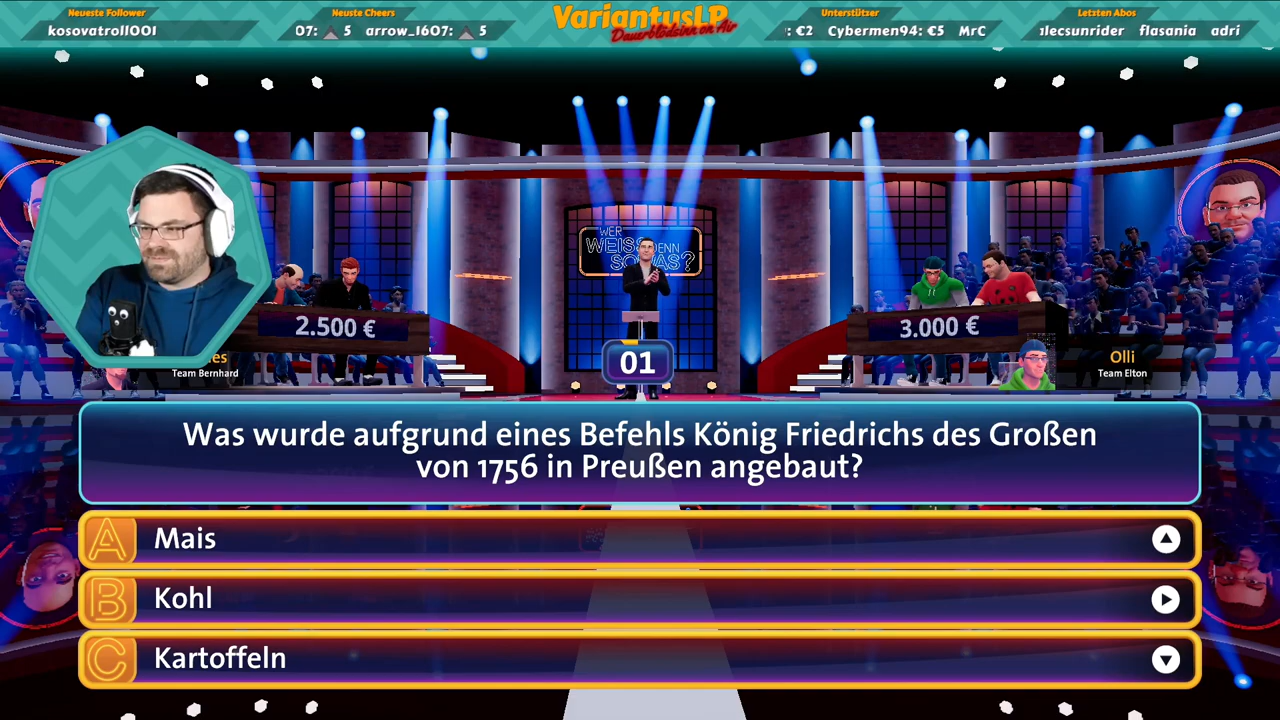 Neueste Follower
kosovatroll001
Neuste Cheers
07: 5 arrow_1607: 5
VariantusLP
Dauerblödsinn on Air
Unterstützer
: €2 Cybermen94: €5 MrC
Letzten Abos
flecsunrider flasania adri
WER
WEISS DENN
SOWAS?
2.500 €
3.000 €
01
es
Team Bernhard
Olli
Team Elton
Was wurde aufgrund eines Befehls König Friedrichs des Großen
von 1756 in Preußen angebaut?
A Mais
B Kohl
C Kartoffeln